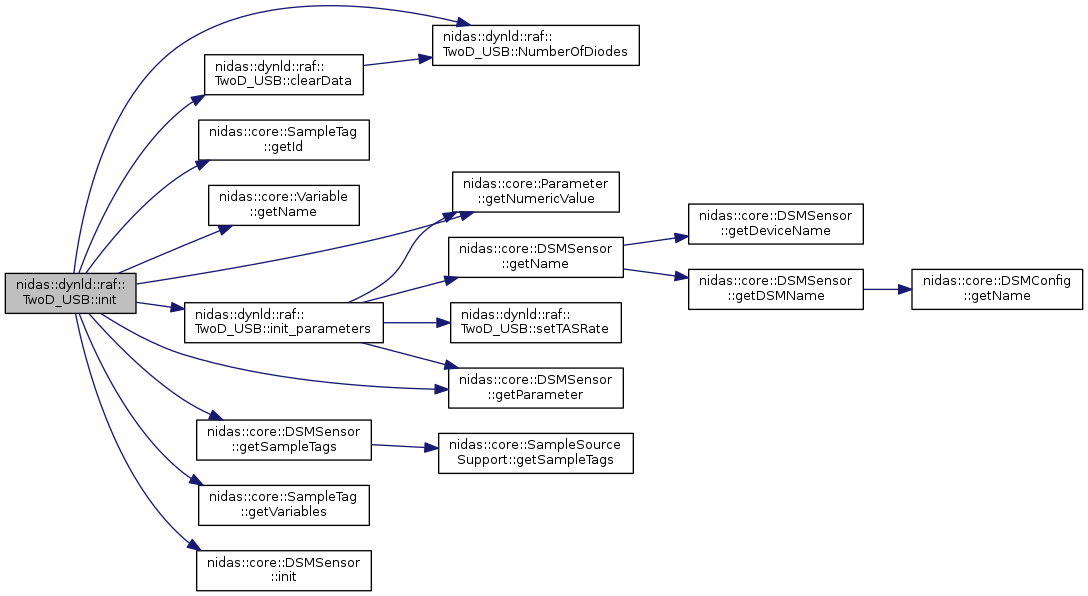 nidas::dynld::raf::
TwoD_USB::init
nidas::dynld::raf::
TwoD_USB::NumberOfDiodes
nidas::dynld::raf::
TwoD_USB::clearData
nidas::core::SampleTag
::getId
nidas::core::Variable
::getName
nidas::core::Parameter
::getNumericValue
nidas::dynld::raf::
TwoD_USB::init_parameters
nidas::core::DSMSensor
::getName
nidas::core::DSMSensor
::getDeviceName
nidas::core::DSMSensor
::getDSMName
nidas::core::DSMConfig
::getName
nidas::dynld::raf::
TwoD_USB::setTASRate
nidas::core::DSMSensor
::getParameter
nidas::core::DSMSensor
::getSampleTags
nidas::core::SampleSource
Support::getSampleTags
nidas::core::SampleTag
::getVariables
nidas::core::DSMSensor
::init